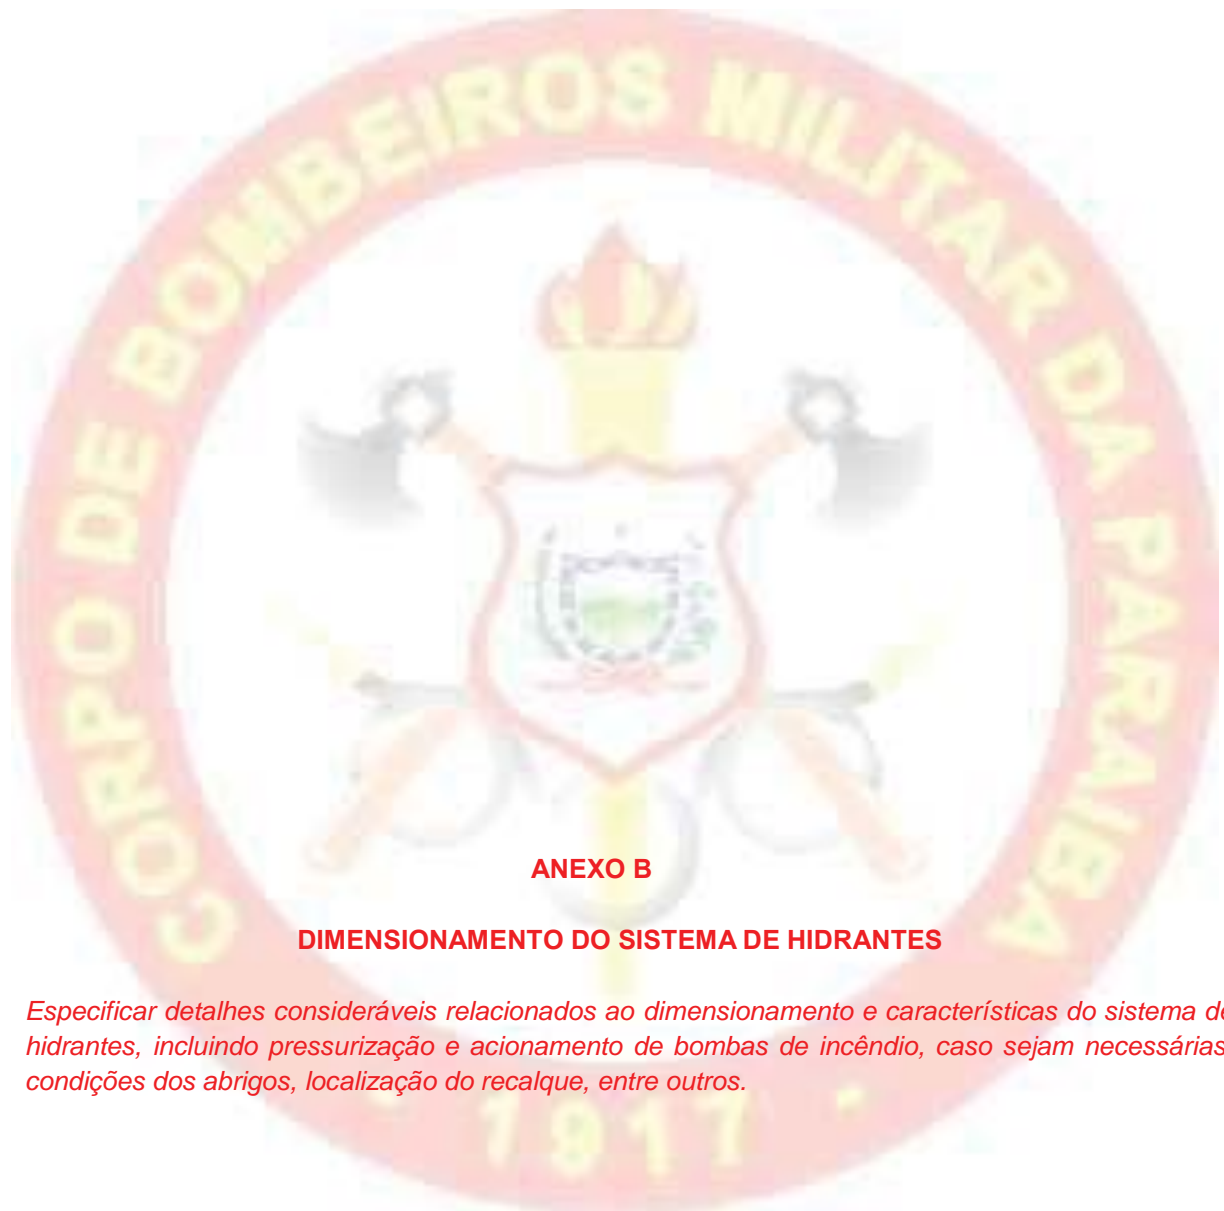 CORPO DE BOMBEIROS MILITAR DA PARAIBA
ANEXO B
DIMENSIONAMENTO DO SISTEMA DE HIDRANTES
Especificar detalhes consideráveis relacionados ao dimensionamento e características do sistema de
hidrantes, incluindo pressurização e acionamento de bombas de incêndio, caso sejam necessárias
condições dos abrigos, localização do recalque, entre outros.
- 1917 -